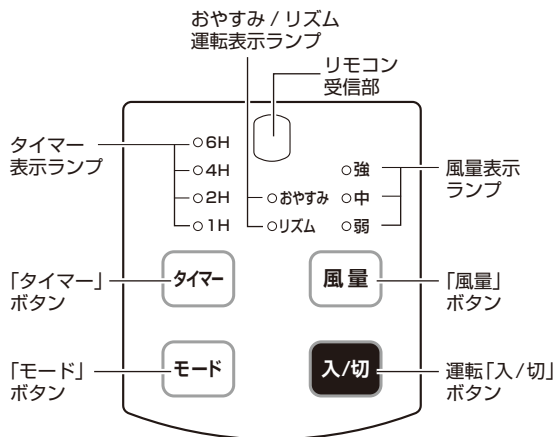 おやすみ / リズム
運転表示ランプ
リモコン
受信部
タイマー
表示ランプ
6H
4H
2H
1H
おやすみ
リズム
強
中
弱
風量表示
ランプ
「タイマー」
ボタン
タイマー
風量
「風量」
ボタン
「モード」
ボタン
モード
入/切
運転「入/切」
ボタン